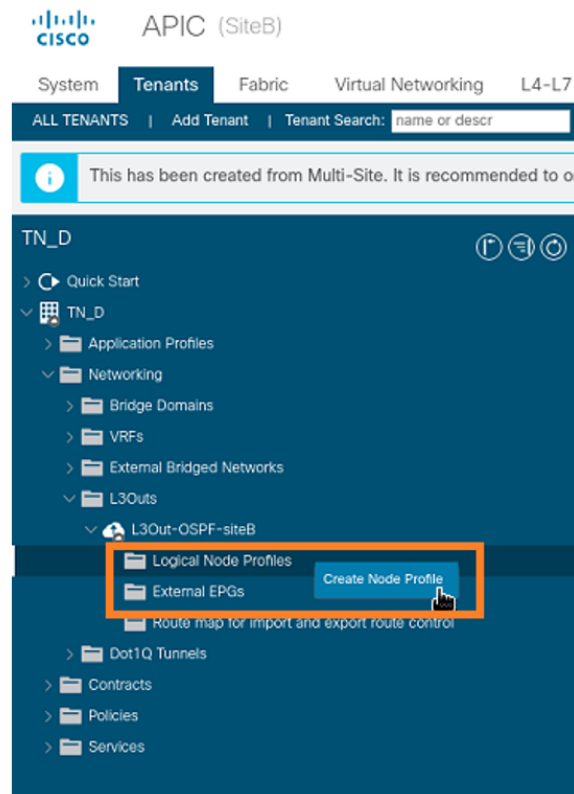 CISCO
APIC (SiteB)
System Tenants Fabric Virtual Networking L4-L7
ALL TENANTS | Add Tenant | Tenant Search: name or descr
i
This has been created from Multi-Site. It is recommended to o
TN_D
Quick Start
TN_D
Application Profiles
Networking
Bridge Domains
VRFs
External Bridged Networks
L3Outs
L3Out-OSPF-siteB
Logical Node Profiles
Create Node Profile
External EPGs
Route map for import and export route control
Dot1Q Tunnels
Contracts
Policies
Services